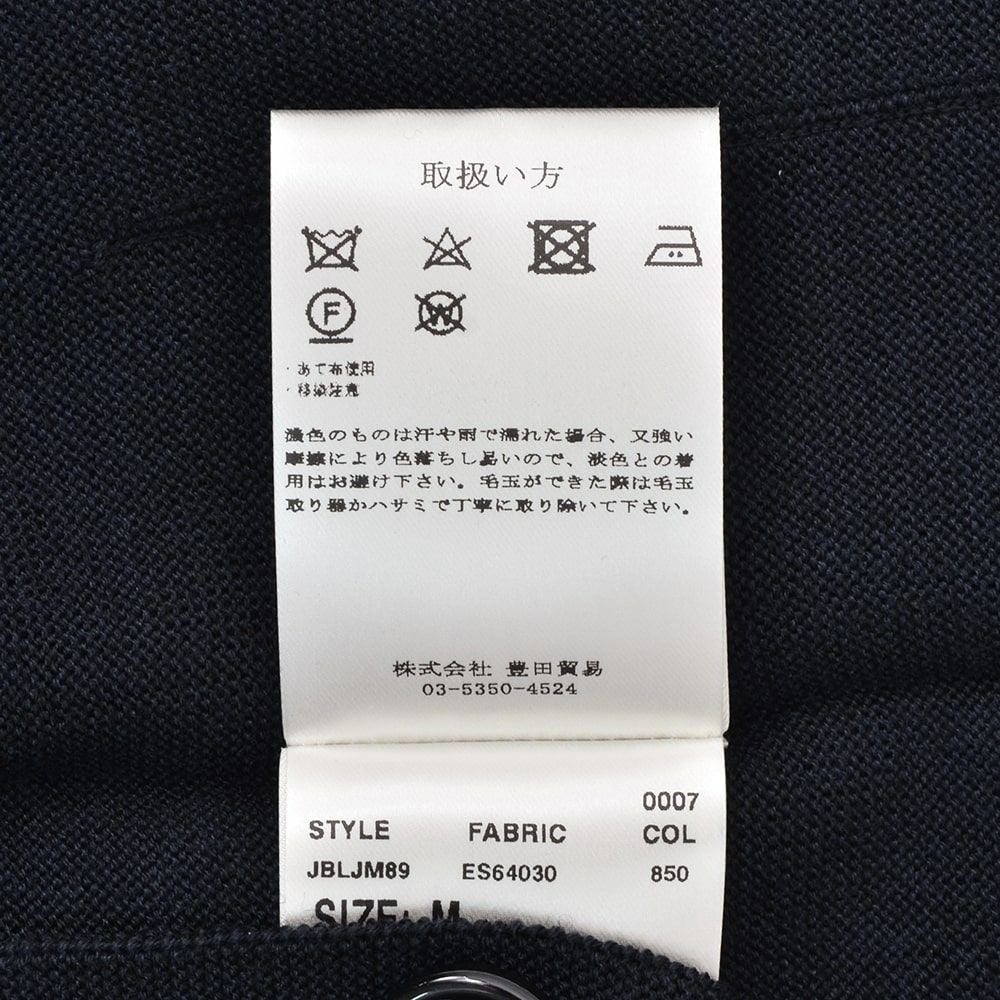 取扱い方
F
W
・あて布使用
・移染注意
濃色のものは汗や雨で濡れた場合、又強い
摩擦により色落ちし易いので、淡色との着
用はお避け下さい。毛玉ができた際は毛玉
取り器かハサミで丁寧に取り除いて下さい。
株式会社 豊田貿易
03-5350-4524
0007
STYLE FABRIC COL
JBLJM89 ES64030 850
SIZE: M